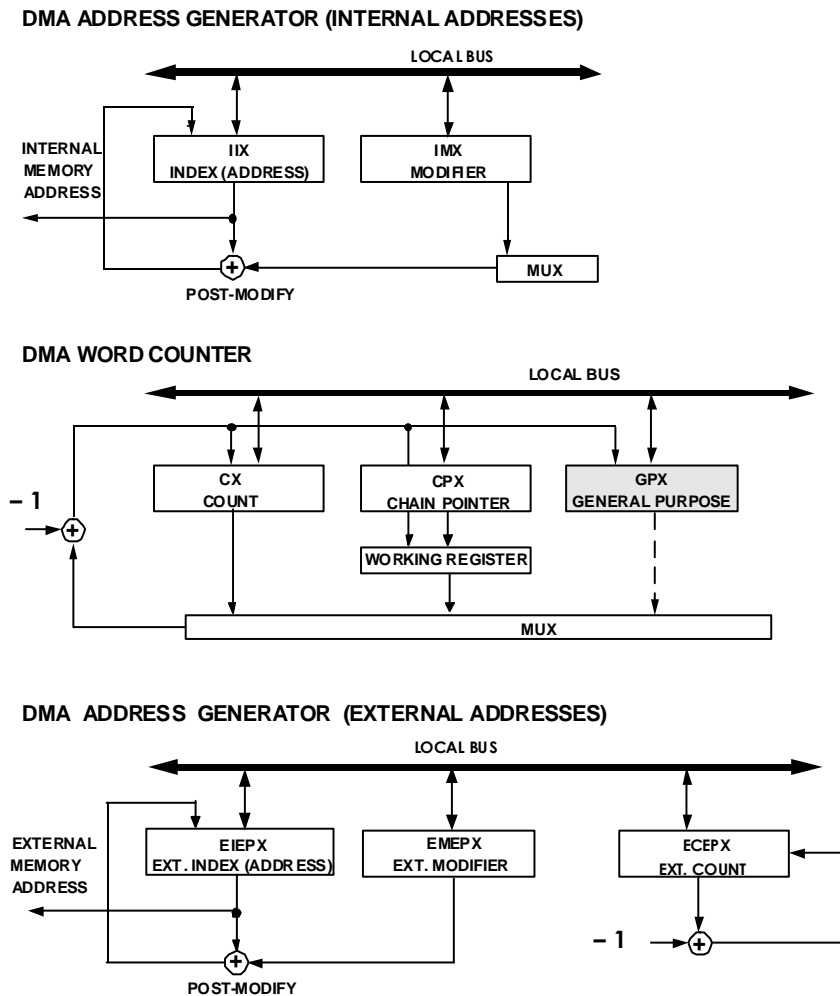 DMA ADDRESS GENERATOR (INTERNAL ADDRESSES)
LOCAL BUS
INTERNAL
MEMORY
ADDRESS
IIX
INDEX (ADDRESS)
IMX
MODIFIER
MUX
+
POST-MODIFY
DMA WORD COUNTER
LOCAL BUS
CX
COUNT
CPX
CHAIN POINTER
GPX
GENERAL PURPOSE
– 1
+
WORKING REGISTER
MUX
DMA ADDRESS GENERATOR (EXTERNAL ADDRESSES)
LOCAL BUS
EXTERNAL
MEMORY
ADDRESS
EIEPX
EXT. INDEX (ADDRESS)
EMEPX
EXT. MODIFIER
ECEPX
EXT. COUNT
– 1
+
+
POST-MODIFY